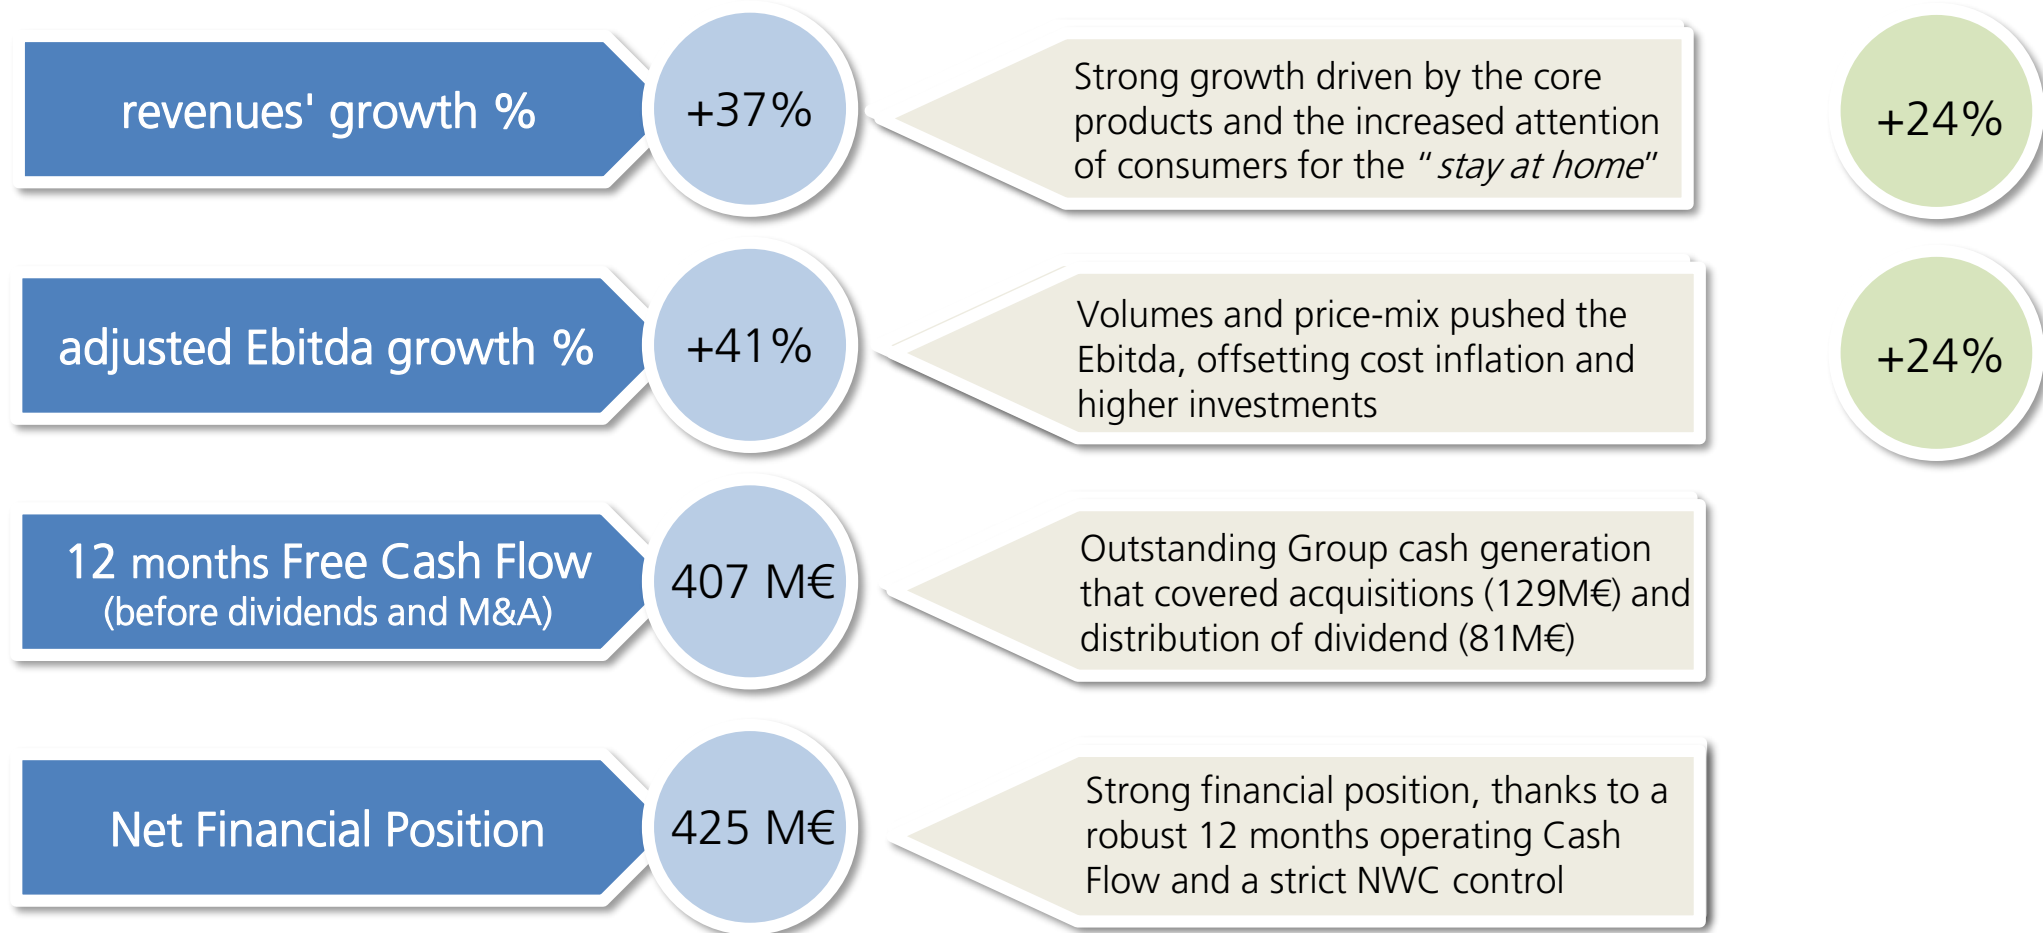 revenues' growth %
+37%
Strong growth driven by the core
products and the increased attention
of consumers for the "stay at home"
+24%
adjusted Ebitda growth %
+41%
Volumes and price-mix pushed the
Ebitda, offsetting cost inflation and
higher investments
+24%
12 months Free Cash Flow
(before dividends and M&A)
407 M€
Outstanding Group cash generation
that covered acquisitions (129M€) and
distribution of dividend (81M€)
Net Financial Position
425 M€
Strong financial position, thanks to a
robust 12 months operating Cash
Flow and a strict NWC control